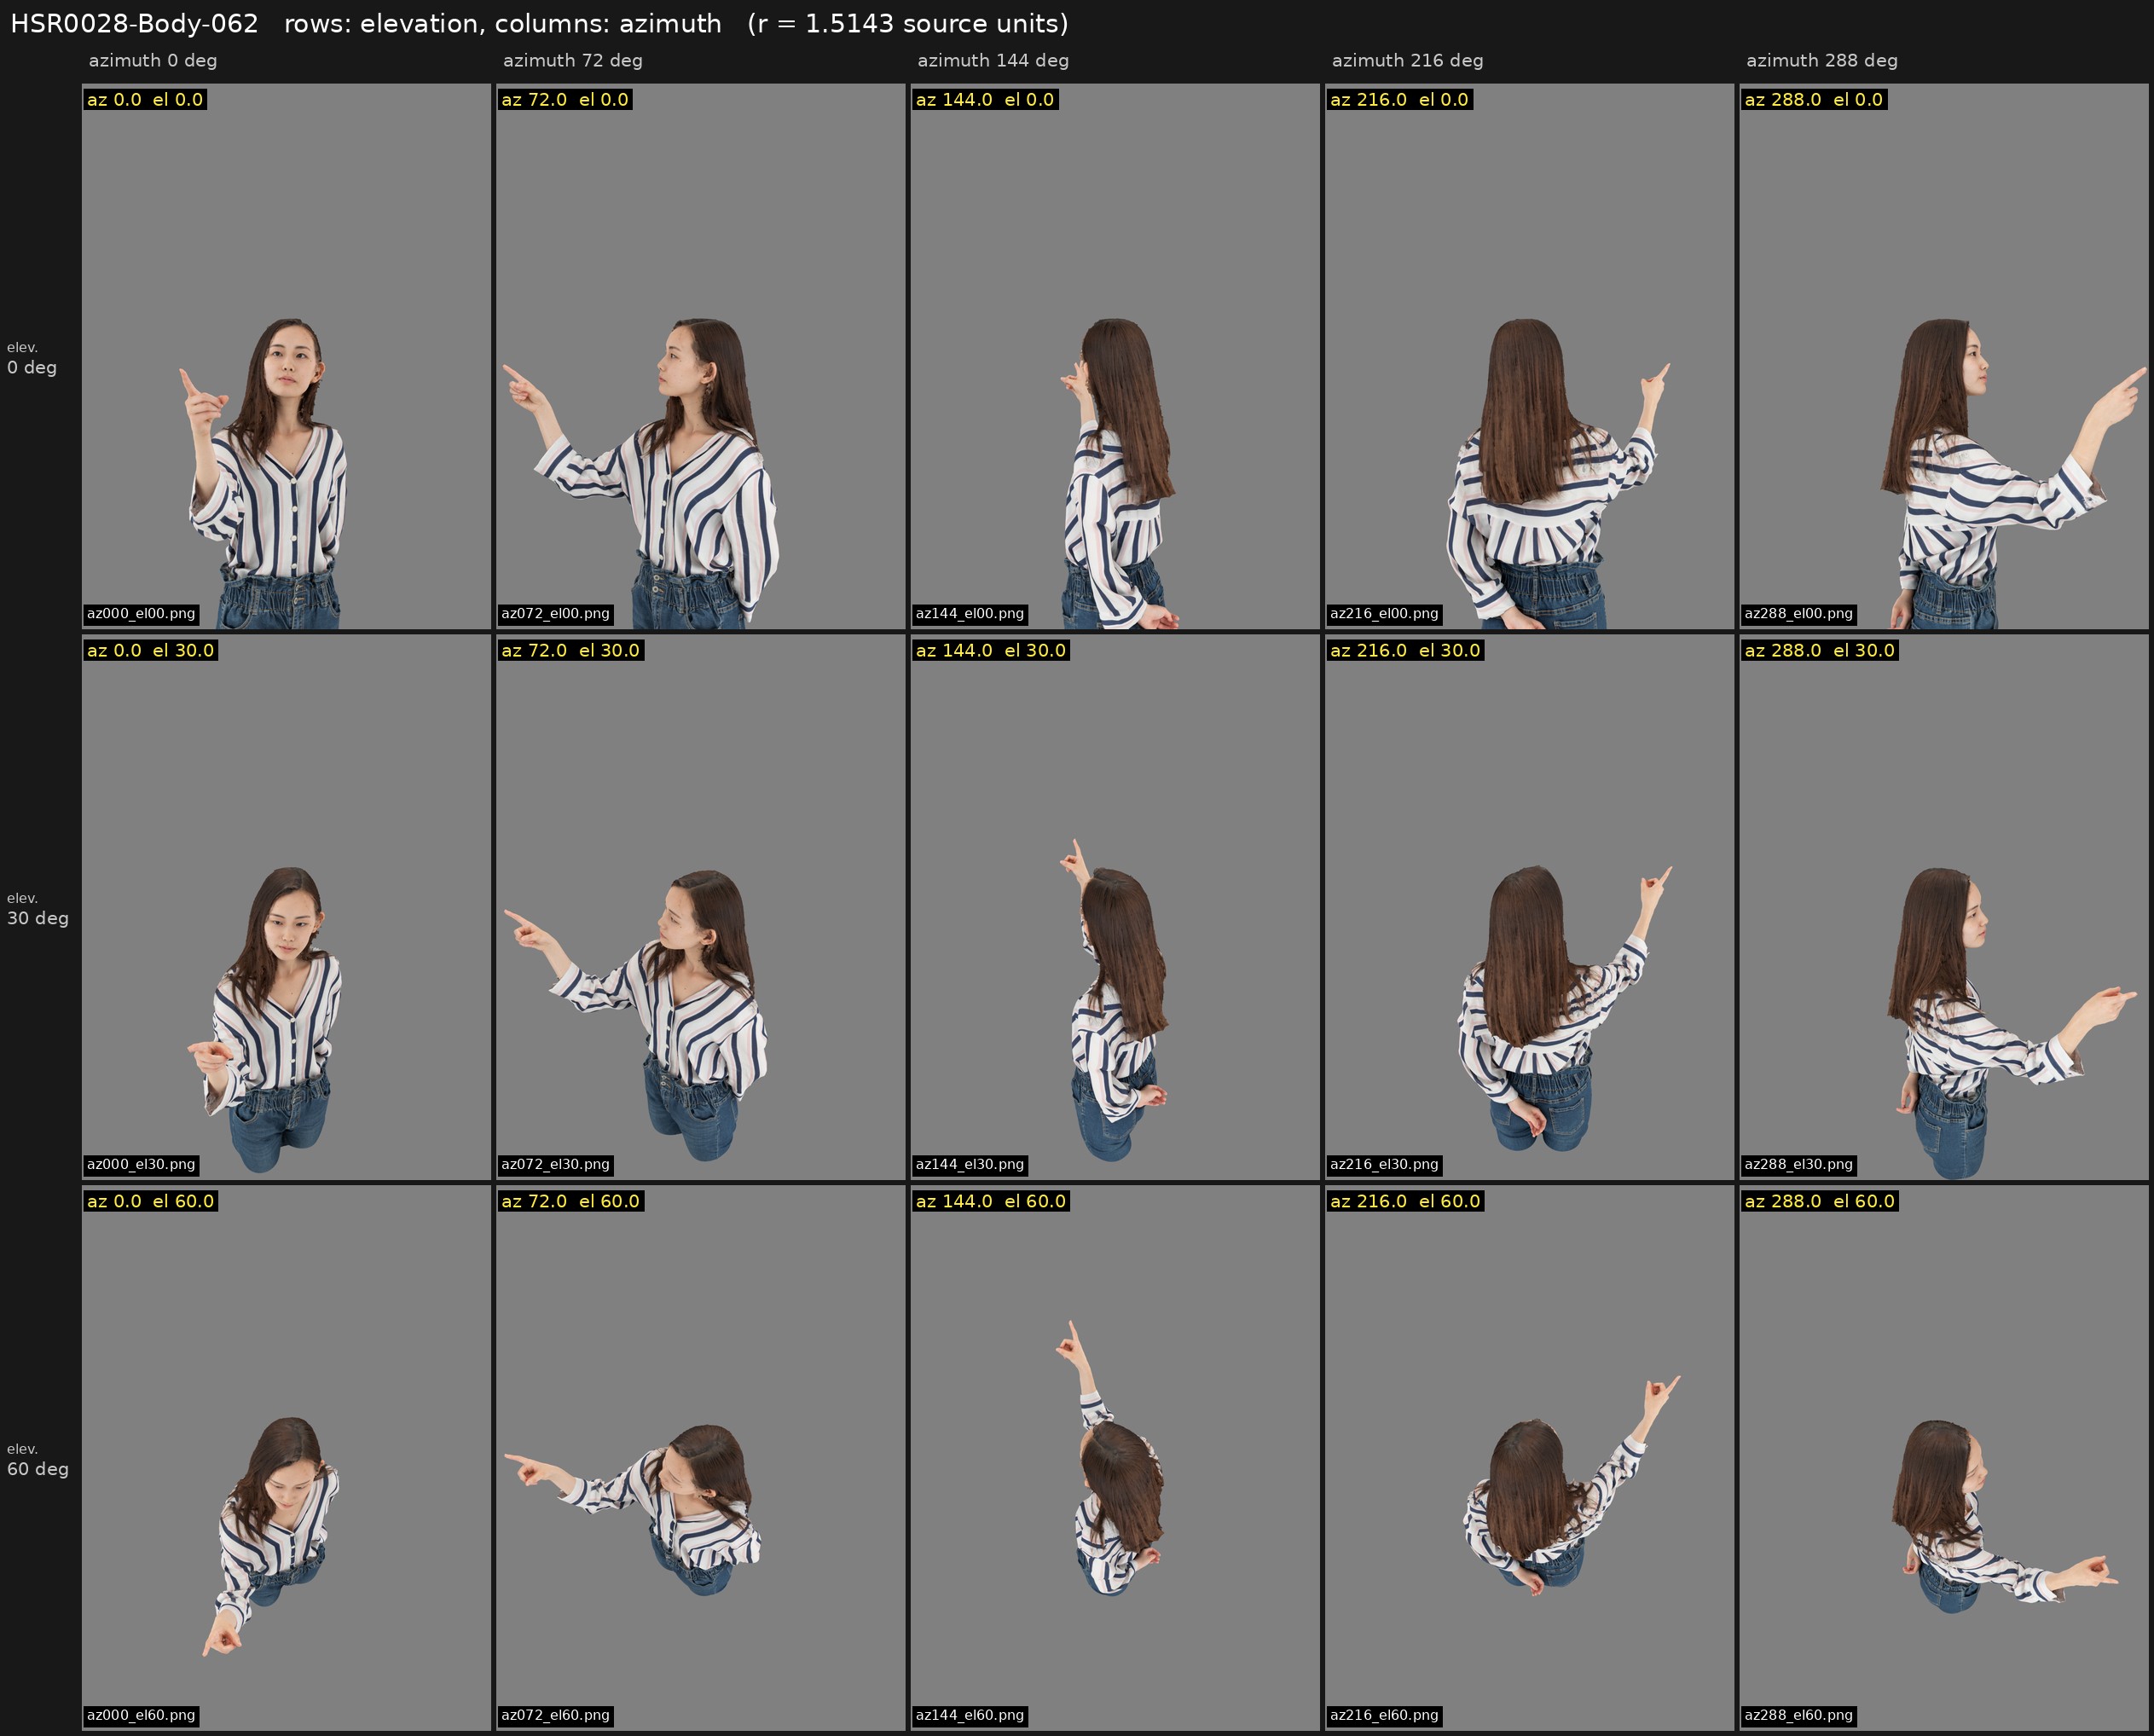 HSR0028-Body-062   rows: elevation, columns: azimuth   (r = 1.5143 source units)
azimuth 0 deg
azimuth 72 deg
azimuth 144 deg
azimuth 216 deg
azimuth 288 deg
elev.
0 deg
az 0.0  el 0.0
az000_el00.png
az 72.0  el 0.0
az072_el00.png
az 144.0  el 0.0
az144_el00.png
az 216.0  el 0.0
az216_el00.png
az 288.0  el 0.0
az288_el00.png
elev.
30 deg
az 0.0  el 30.0
az000_el30.png
az 72.0  el 30.0
az072_el30.png
az 144.0  el 30.0
az144_el30.png
az 216.0  el 30.0
az216_el30.png
az 288.0  el 30.0
az288_el30.png
elev.
60 deg
az 0.0  el 60.0
az000_el60.png
az 72.0  el 60.0
az072_el60.png
az 144.0  el 60.0
az144_el60.png
az 216.0  el 60.0
az216_el60.png
az 288.0  el 60.0
az288_el60.png